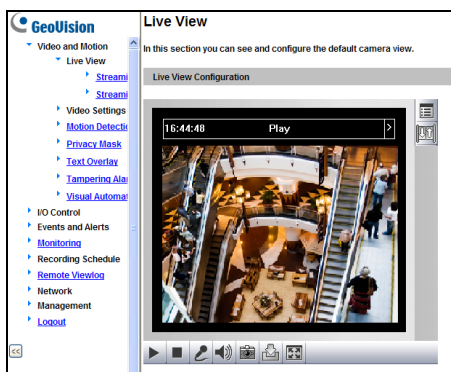 GeoVision
Video and Motion
Live View
Streami
Streami
Video Settings
Motion Detectio
Privacy Mask
Text Overlay
Tampering Alar
Visual Automat
I/O Control
Events and Alerts
Monitoring
Recording Schedule
Remote Viewlog
Network
Management
Logout
<<
Live View
In this section you can see and configure the default camera view.
Live View Configuration
16:44:48 Play >